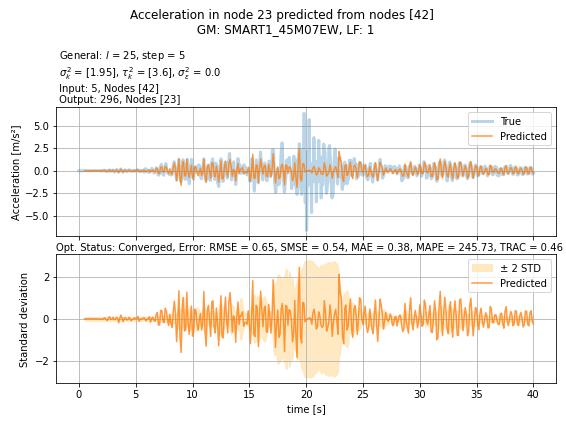 Acceleration in node 23 predicted from nodes [42]
GM: SMART1_45M07EW, LF: 1
General: l = 25, step = 5
σ²ₖ = [1.95], τ²ₖ = [3.6], σ²ε = 0.0
Input: 5, Nodes [42]
Output: 296, Nodes [23]
Acceleration [m/s²]
5.0
2.5
0.0
−2.5
−5.0
True
Predicted
Opt. Status: Converged, Error: RMSE = 0.65, SMSE = 0.54, MAE = 0.38, MAPE = 245.73, TRAC = 0.46
Standard deviation
2
0
−2
± 2 STD
Predicted
0 5 10 15 20 25 30 35 40
time [s]